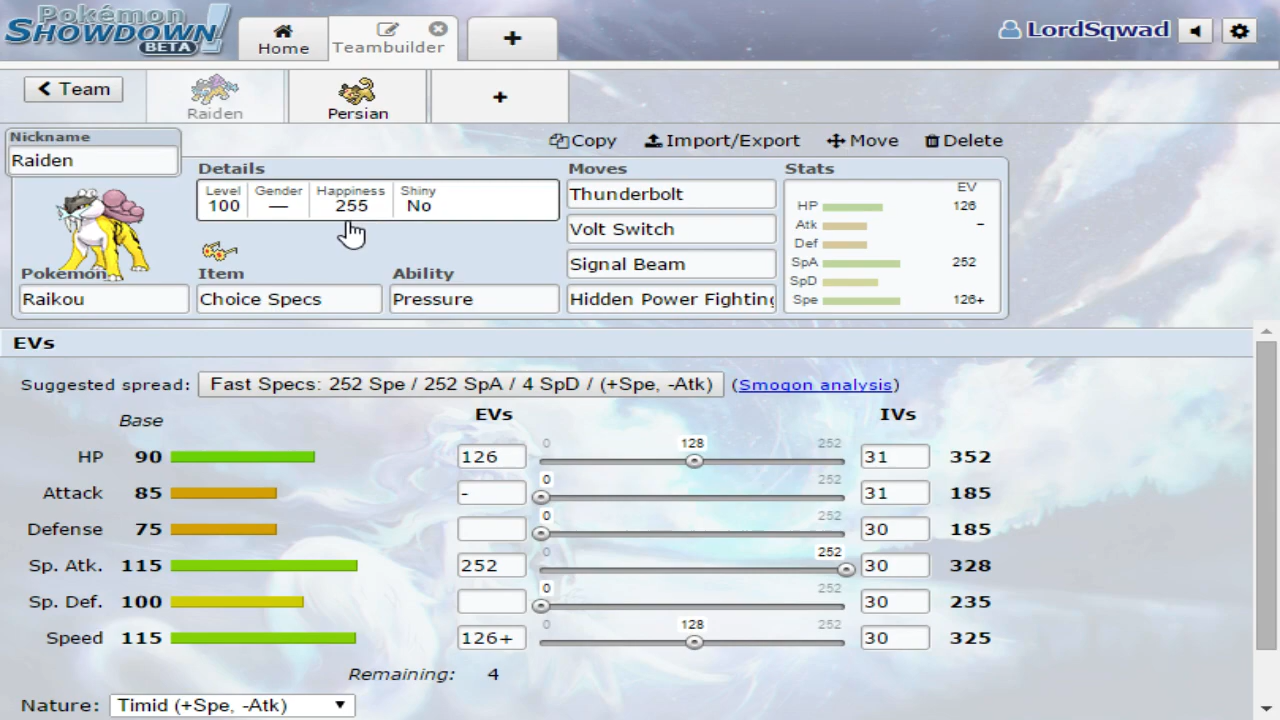 Pokémon
SHOWDOWN!
BETA
Home
Teambuilder
+
LordSqwad
< Team
Raiden
Persian
+
Nickname
Raiden
Copy Import/Export Move Delete
Details
Level Gender Happiness Shiny
100 — 255 No
Moves
Thunderbolt
Volt Switch
Signal Beam
Hidden Power Fighting
Stats
EV
HP 126
Atk -
Def
SpA 252
SpD
Spe 126+
Pokémon
Raikou
Item
Choice Specs
Ability
Pressure
EVs
Suggested spread: Fast Specs: 252 Spe / 252 SpA / 4 SpD / (+Spe, -Atk) (Smogon analysis)
Base EVs IVs
HP 90 126 0 128 252 31 352
Attack 85 - 0 252 31 185
Defense 75 0 252 30 185
Sp. Atk. 115 252 0 252 30 328
Sp. Def. 100 0 252 30 235
Speed 115 126+ 0 128 252 30 325
Remaining: 4
Nature: Timid (+Spe, -Atk)